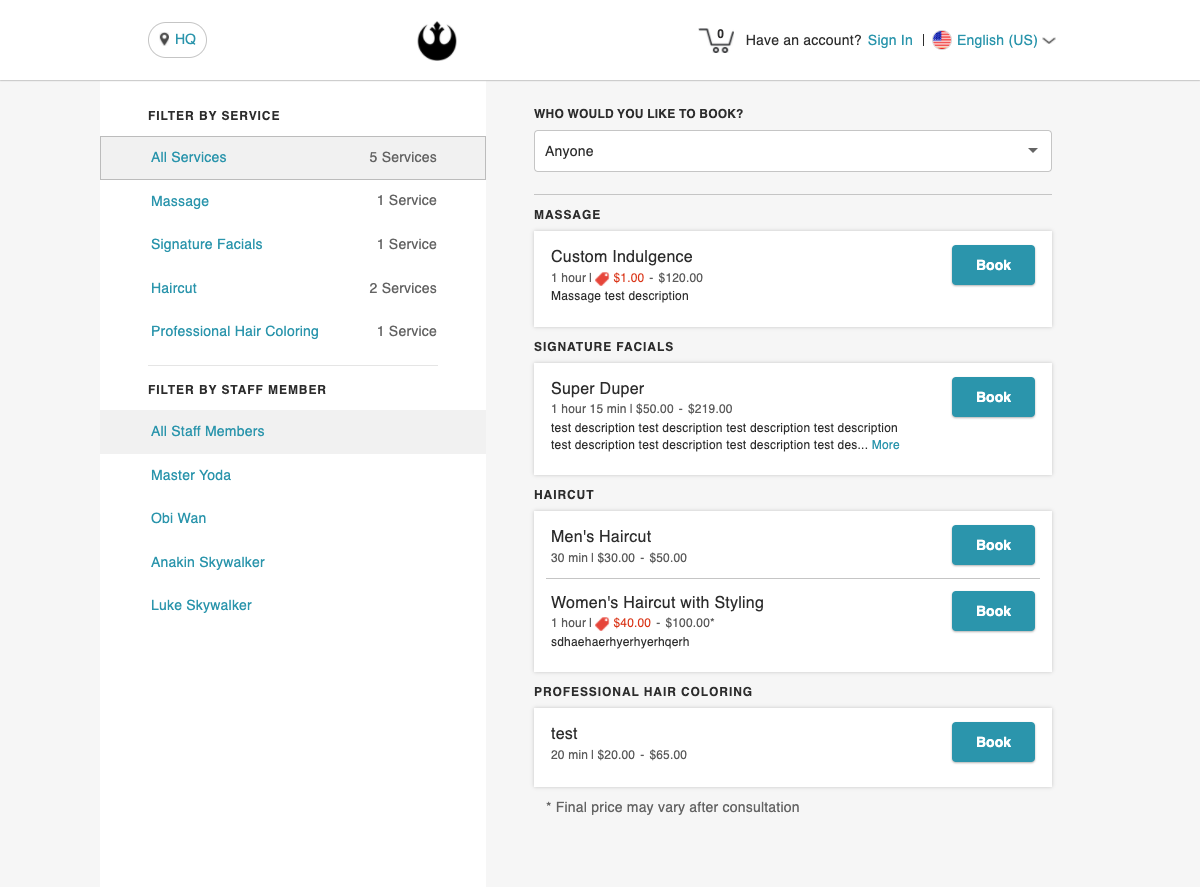 HQ
0
Have an account? Sign In | English (US)
FILTER BY SERVICE
All Services 5 Services
Massage 1 Service
Signature Facials 1 Service
Haircut 2 Services
Professional Hair Coloring 1 Service
FILTER BY STAFF MEMBER
All Staff Members
Master Yoda
Obi Wan
Anakin Skywalker
Luke Skywalker
WHO WOULD YOU LIKE TO BOOK?
Anyone
MASSAGE
Custom Indulgence
1 hour | $1.00 - $120.00
Massage test description
Book
SIGNATURE FACIALS
Super Duper
1 hour 15 min | $50.00 - $219.00
test description test description test description test description
test description test description test description test des... More
Book
HAIRCUT
Men's Haircut
30 min | $30.00 - $50.00
Book
Women's Haircut with Styling
1 hour | $40.00 - $100.00*
sdhaehaerhyerhyerhqerh
Book
PROFESSIONAL HAIR COLORING
test
20 min | $20.00 - $65.00
Book
* Final price may vary after consultation